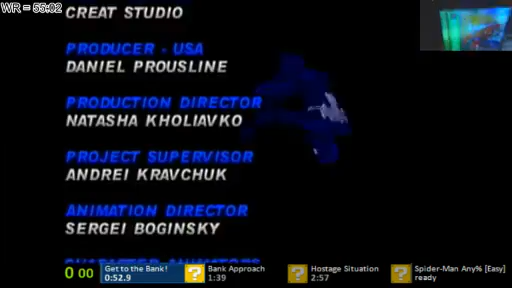 WR = 55:02
CREAT STUDIO
PRODUCER - USA
DANIEL PROUSLINE
PRODUCTION DIRECTOR
NATASHA KHOLIAVKO
PROJECT SUPERVISOR
ANDREI KRAVCHUK
ANIMATION DIRECTOR
SERGEI BOGINSKY
CHARACTER ANIMATORS
0 00
Get to the Bank!
0:52.9
Bank Approach
1:39
Hostage Situation
2:57
Spider-Man Any% [Easy]
ready